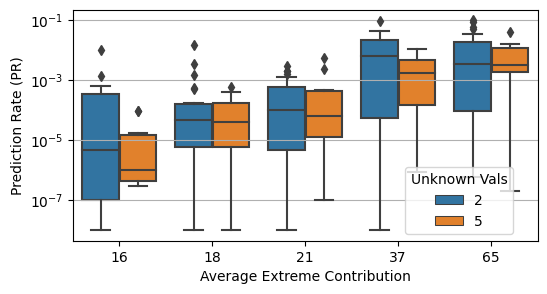 Prediction Rate (PR)
10⁻¹
10⁻³
10⁻⁵
10⁻⁷
Unknown Vals
2
5
16 18 21 37 65
Average Extreme Contribution